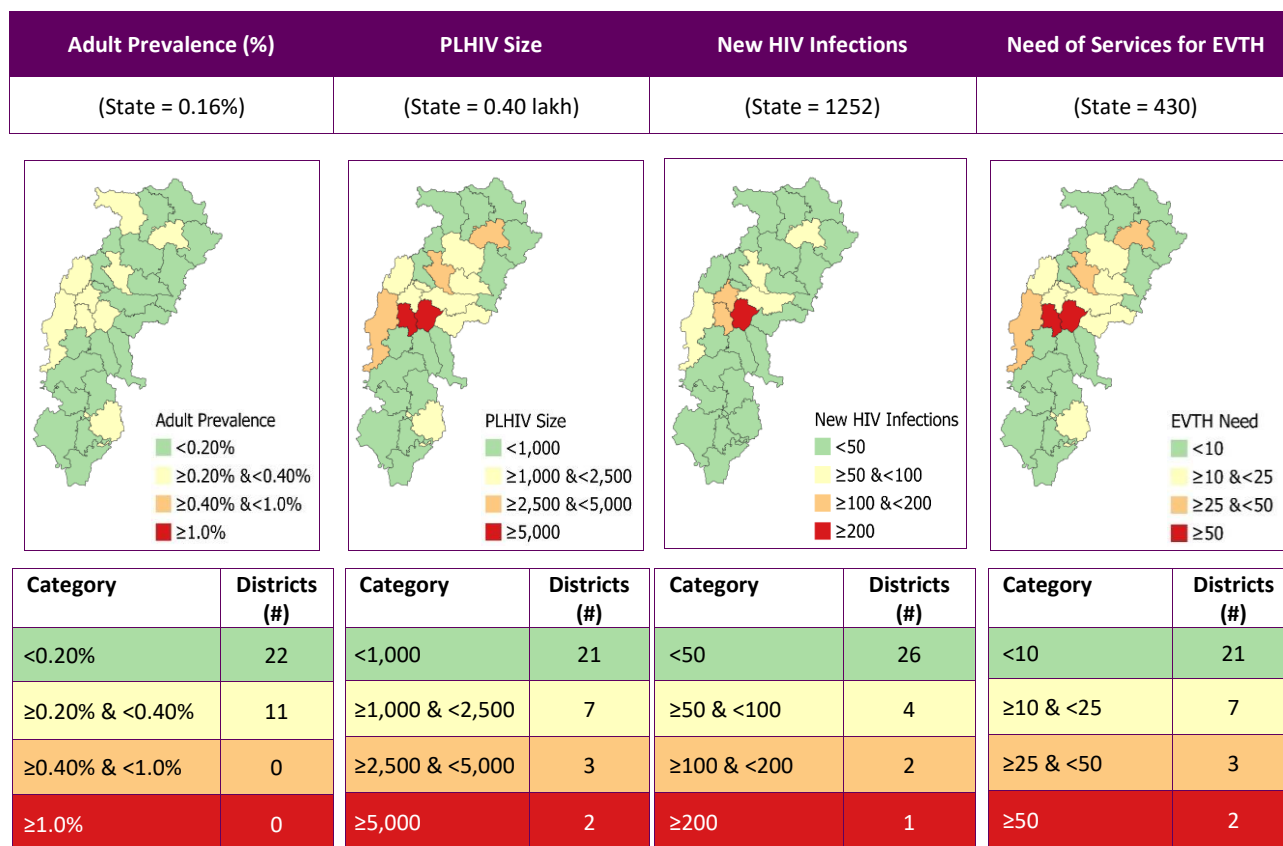 Adult Prevalence (%) PLHIV Size New HIV Infections Need of Services for EVTH
(State = 0.16%) (State = 0.40 lakh) (State = 1252) (State = 430)
Adult Prevalence
<0.20%
≥0.20% &<0.40%
≥0.40% &<1.0%
≥1.0%
PLHIV Size
<1,000
≥1,000 &<2,500
≥2,500 &<5,000
≥5,000
New HIV Infections
<50
≥50 &<100
≥100 &<200
≥200
EVTH Need
<10
≥10 &<25
≥25 &<50
≥50
Category Districts
(#)
<0.20% 22
≥0.20% & <0.40% 11
≥0.40% & <1.0% 0
≥1.0% 0
Category Districts
(#)
<1,000 21
≥1,000 & <2,500 7
≥2,500 & <5,000 3
≥5,000 2
Category Districts
(#)
<50 26
≥50 & <100 4
≥100 & <200 2
≥200 1
Category Districts
(#)
<10 21
≥10 & <25 7
≥25 & <50 3
≥50 2